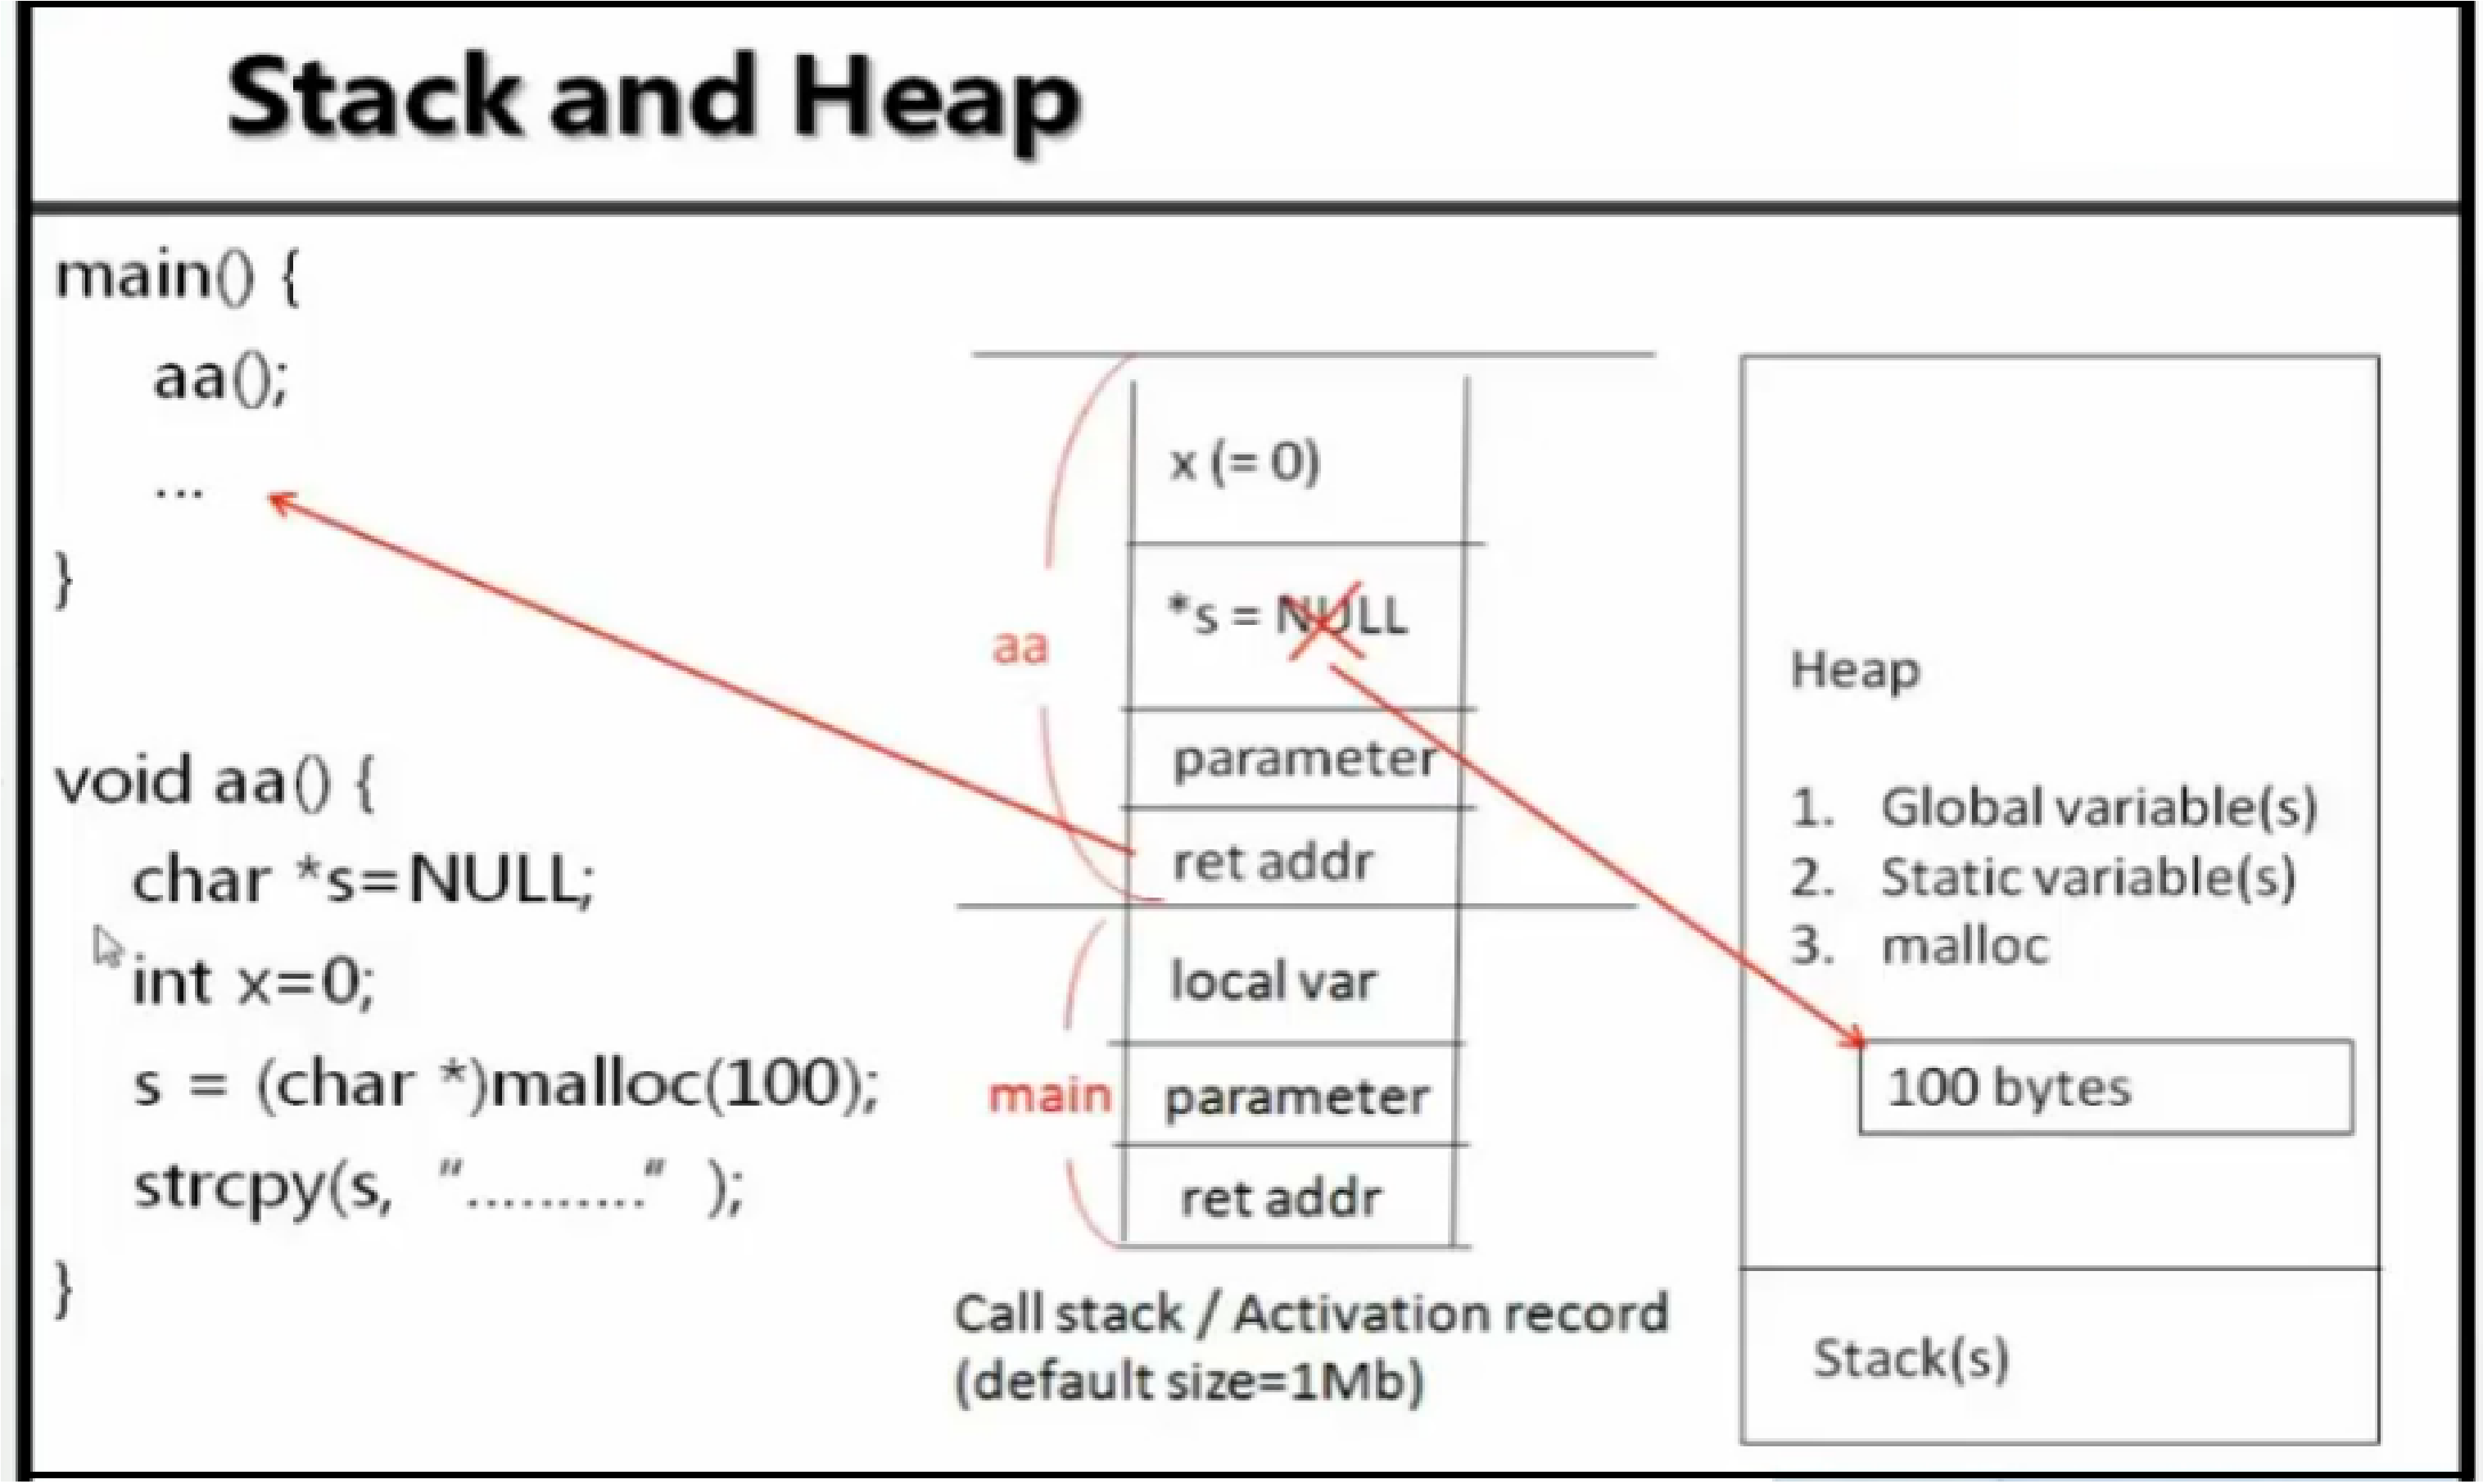 Stack and Heap
main() {
aa();
...
}
void aa() {
char *s=NULL;
int x=0;
s = (char *)malloc(100);
strcpy(s, ".........." );
}
aa
x (= 0)
*s = NULL
parameter
ret addr
main
local var
parameter
ret addr
Call stack / Activation record
(default size=1Mb)
Heap
1. Global variable(s)
2. Static variable(s)
3. malloc
100 bytes
Stack(s)